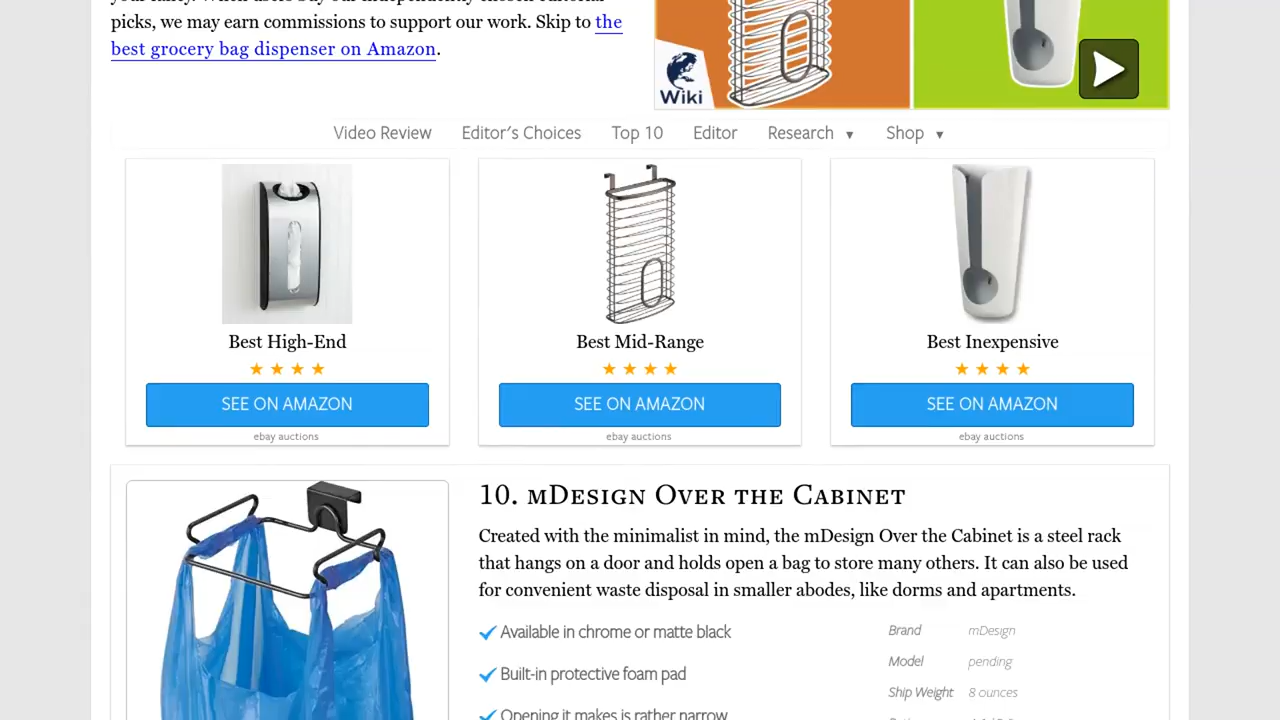 picks, we may earn commissions to support our work. Skip to the
best grocery bag dispenser on Amazon.
Wiki
Video Review Editor's Choices Top 10 Editor Research ▼ Shop ▼
Best High-End
SEE ON AMAZON
ebay auctions
Best Mid-Range
SEE ON AMAZON
ebay auctions
Best Inexpensive
SEE ON AMAZON
ebay auctions
10. mDesign Over the Cabinet
Created with the minimalist in mind, the mDesign Over the Cabinet is a steel rack
that hangs on a door and holds open a bag to store many others. It can also be used
for convenient waste disposal in smaller abodes, like dorms and apartments.
Available in chrome or matte black
Built-in protective foam pad
Opening it makes is rather narrow
Brand mDesign
Model pending
Ship Weight 8 ounces